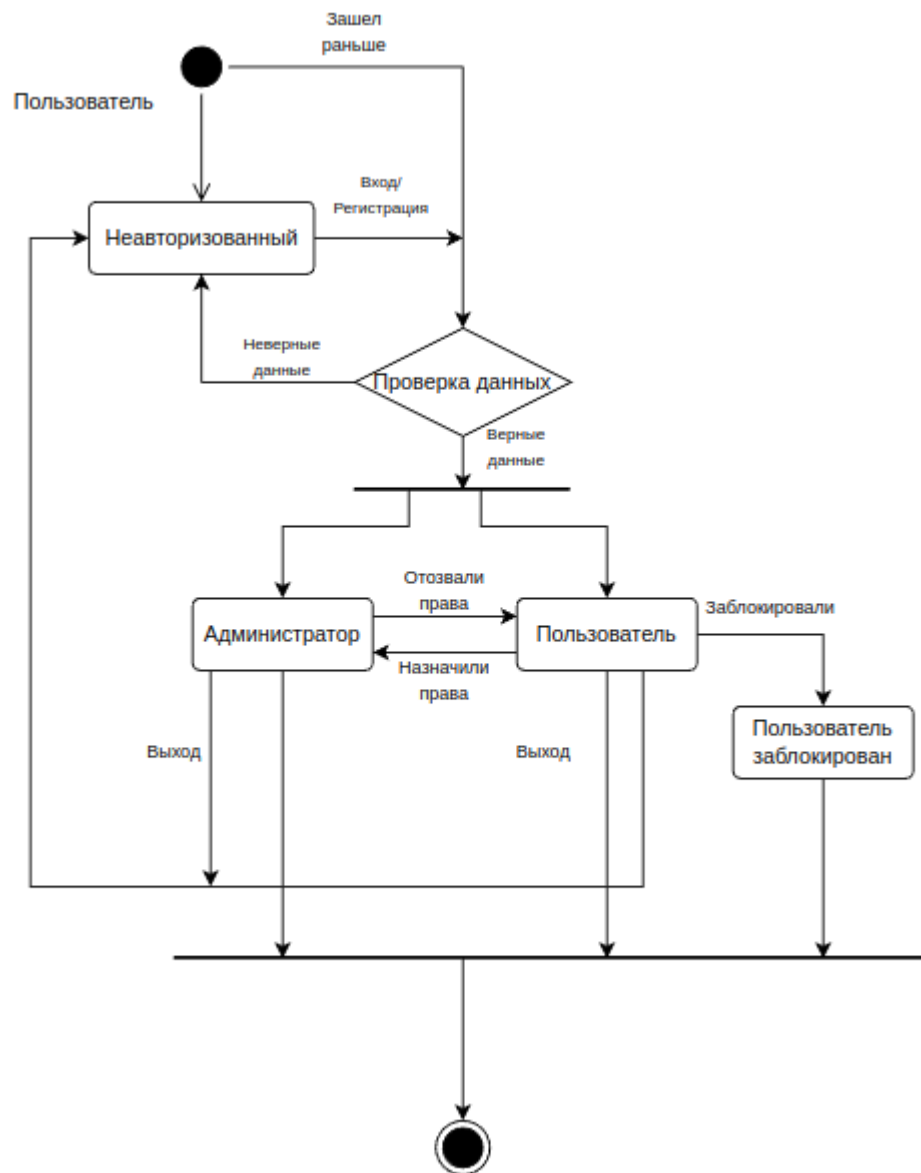 Зашел
раньше
Пользователь
Вход/
Регистрация
Неавторизованный
Неверные
данные
Проверка данных
Верные
данные
Отозвали
права
Заблокировали
Администратор
Пользователь
Назначили
права
Выход
Выход
Пользователь
заблокирован